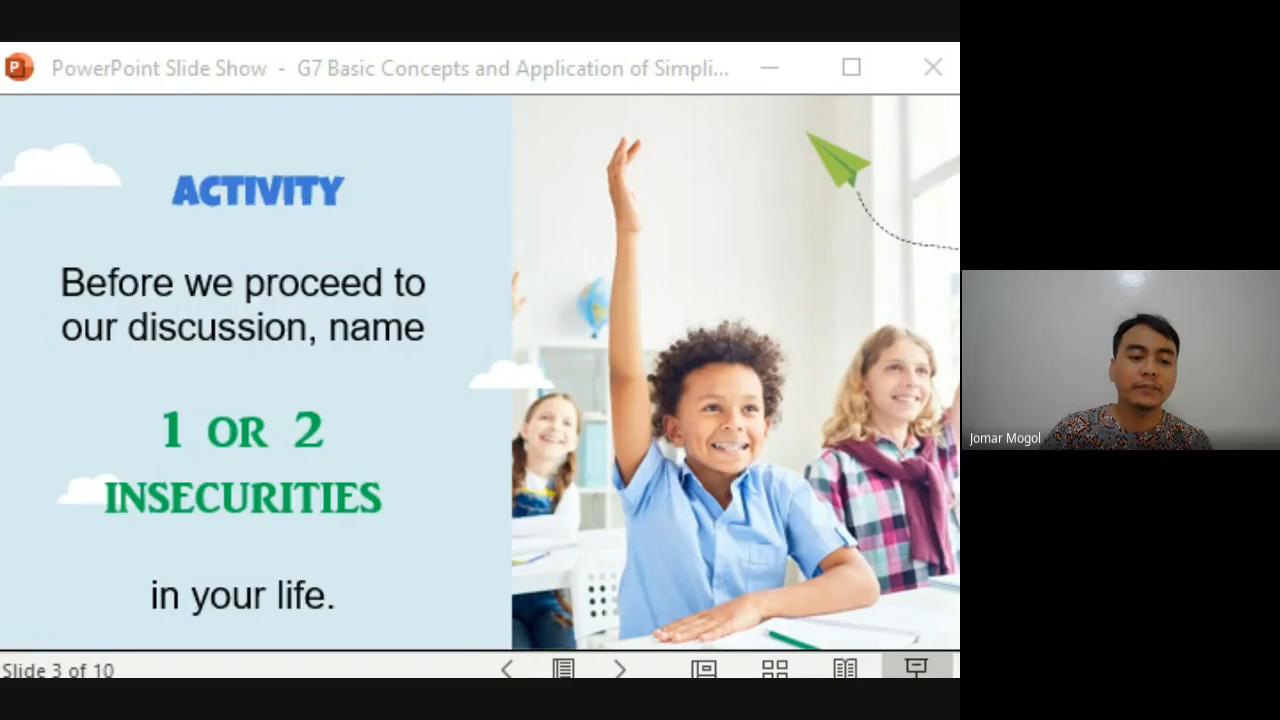 PowerPoint Slide Show - G7 Basic Concepts and Application of Simpli...
ACTIVITY
Before we proceed to
our discussion, name
1 OR 2
INSECURITIES
in your life.
Jomar Mogol
Slide 3 of 10